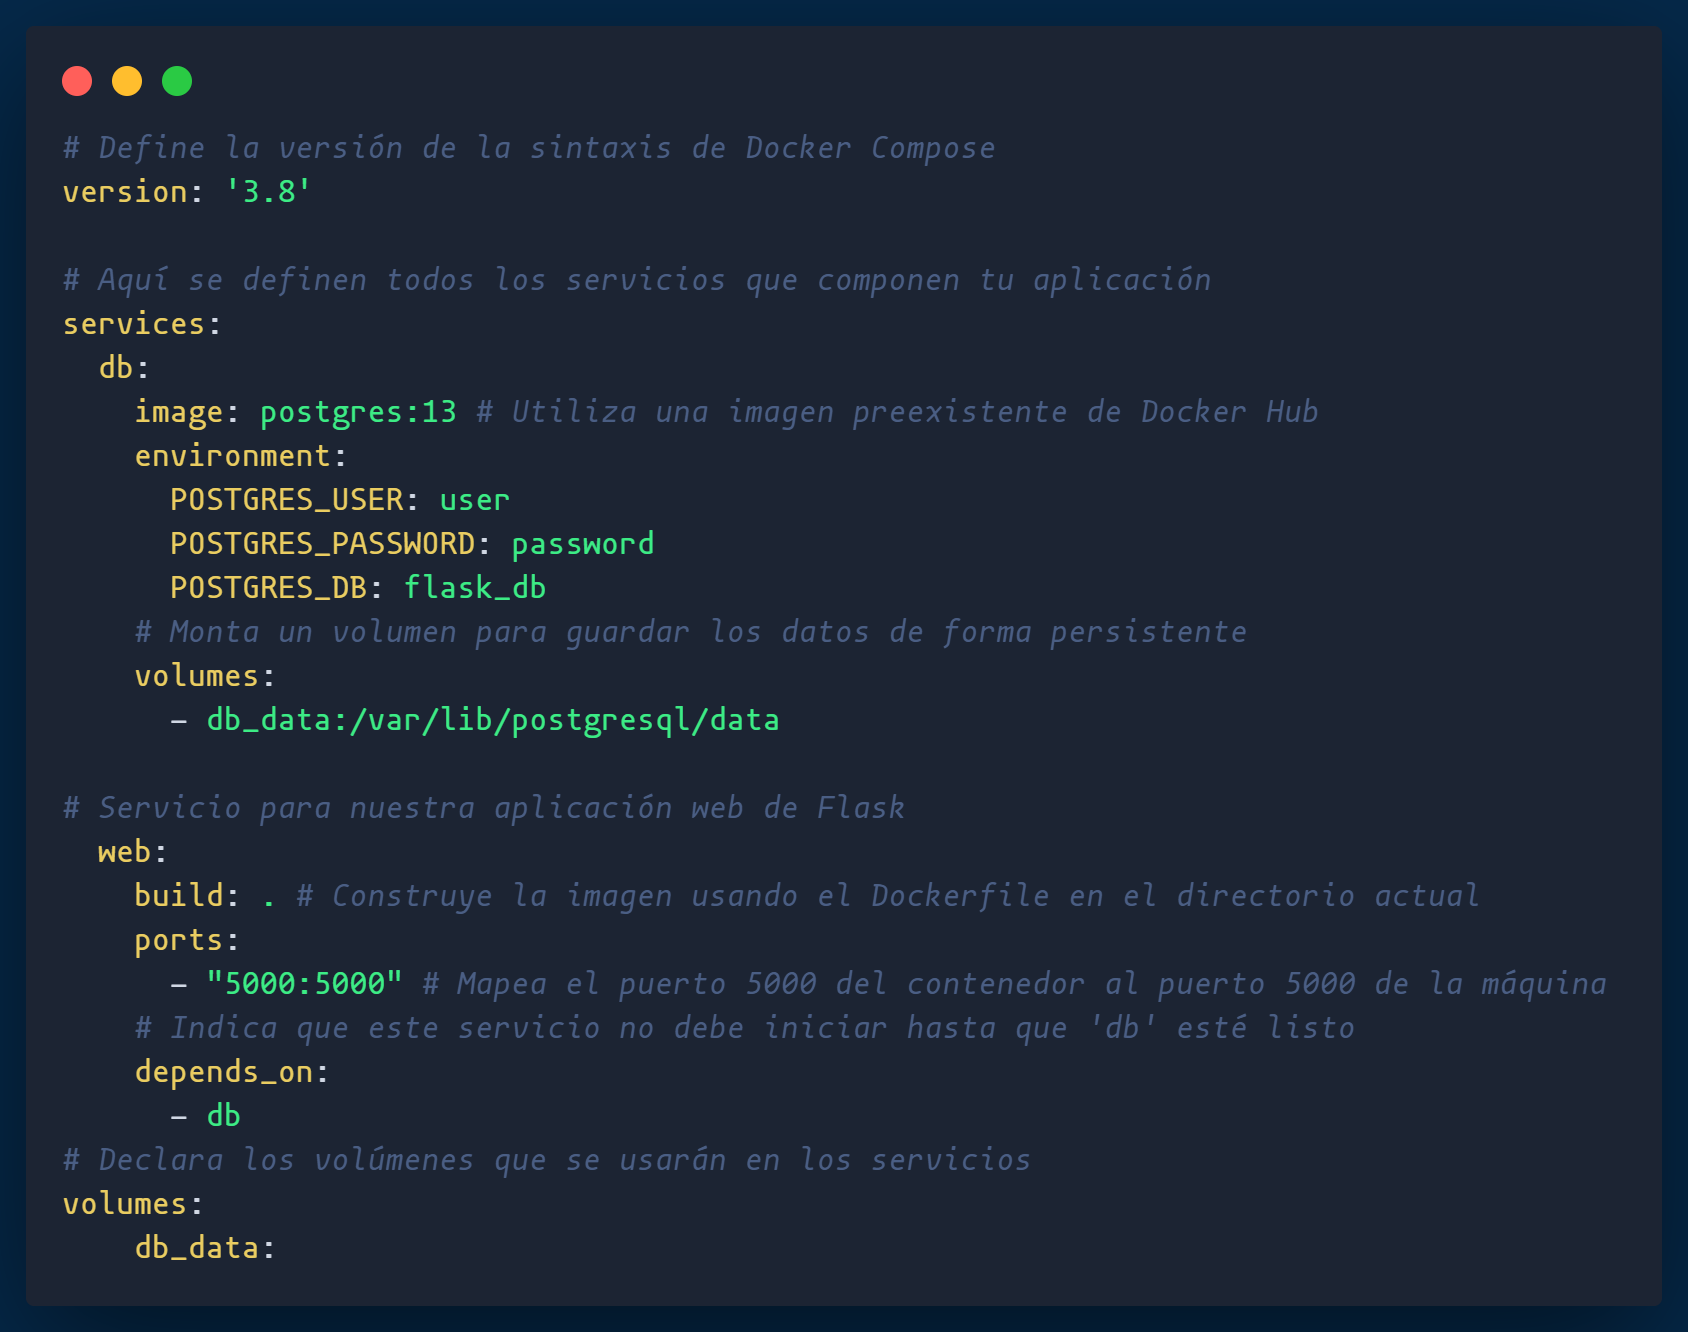 # Define la versión de la sintaxis de Docker Compose
version: '3.8'

# Aquí se definen todos los servicios que componen tu aplicación
services:
  db:
    image: postgres:13 # Utiliza una imagen preexistente de Docker Hub
    environment:
      POSTGRES_USER: user
      POSTGRES_PASSWORD: password
      POSTGRES_DB: flask_db
    # Monta un volumen para guardar los datos de forma persistente
    volumes:
      - db_data:/var/lib/postgresql/data

# Servicio para nuestra aplicación web de Flask
  web:
    build: . # Construye la imagen usando el Dockerfile en el directorio actual
    ports:
      - "5000:5000" # Mapea el puerto 5000 del contenedor al puerto 5000 de la máquina
    # Indica que este servicio no debe iniciar hasta que 'db' esté listo
    depends_on:
      - db
# Declara los volúmenes que se usarán en los servicios
volumes:
    db_data: